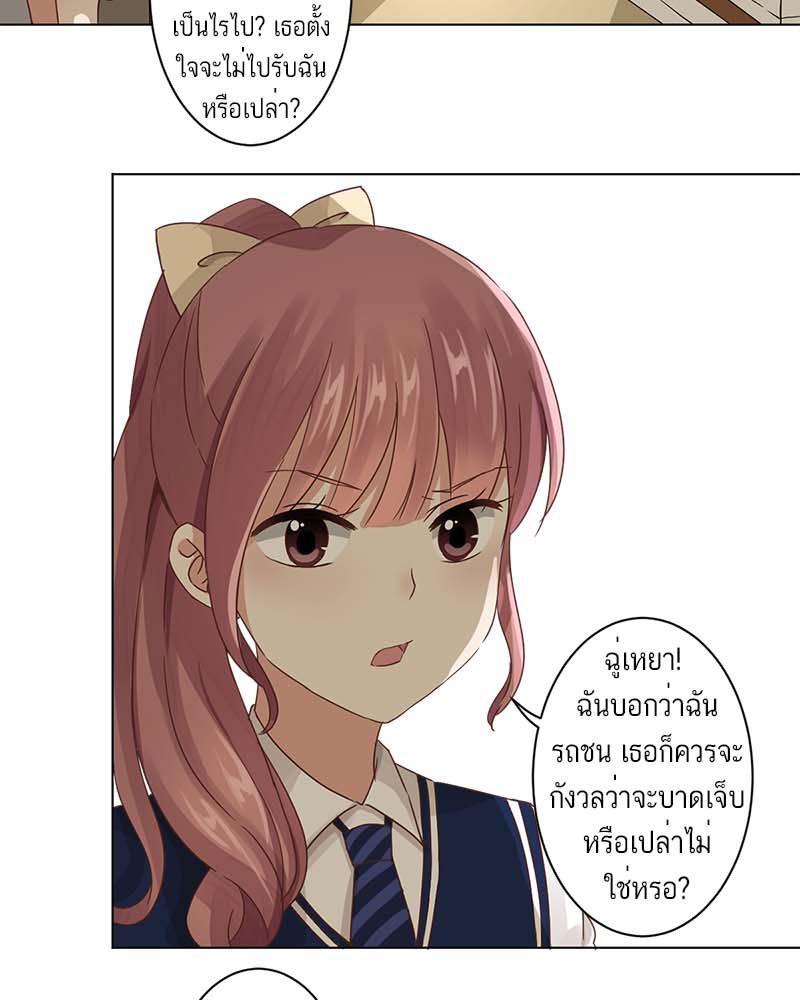 เป็นไรไป? เธอตั้ง
ใจจะไม่ไปรับฉัน
หรือเปล่า?
ฉู่เหยา!
ฉันบอกว่าฉัน
รถชน เธอก็ควรจะ
กังวลว่าจะบาดเจ็บ
หรือเปล่าไม่
ใช่หรอ?